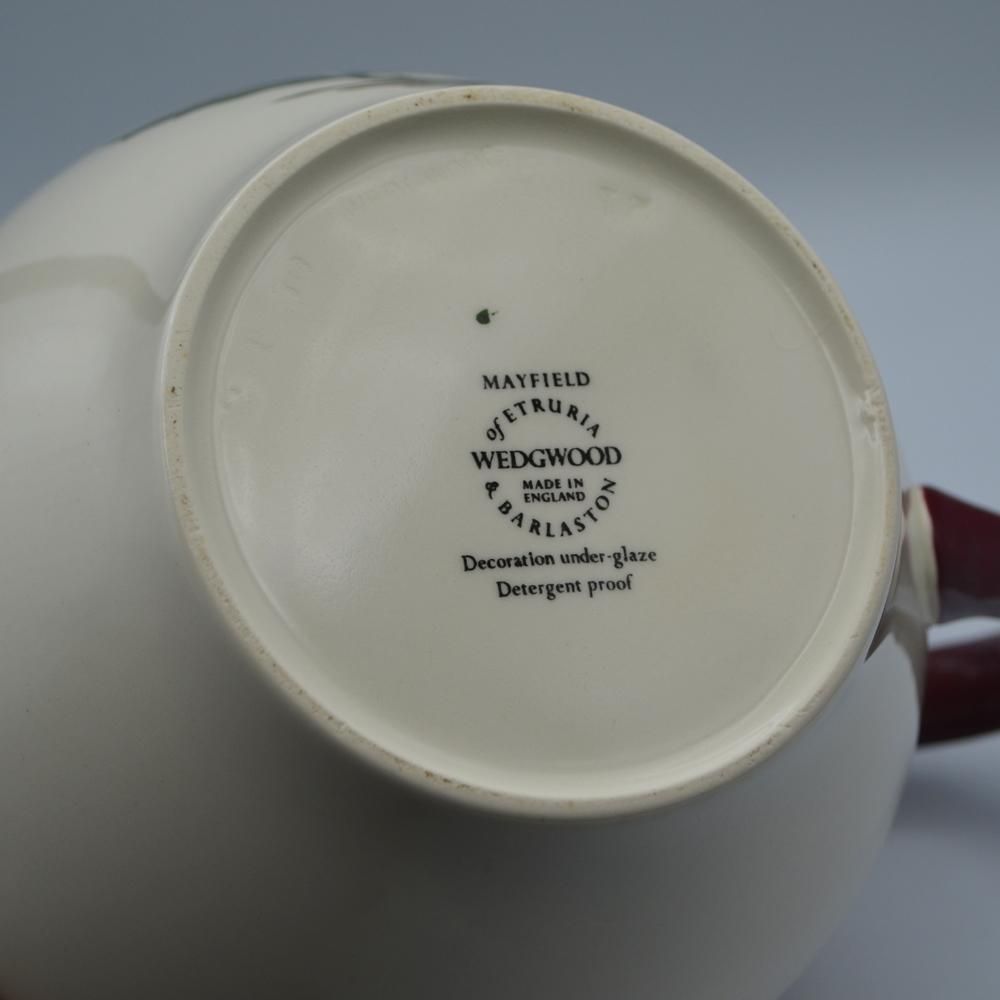 MAYFIELD
of ETRURIA
WEDGWOOD
MADE IN
ENGLAND
& BARLASTON
Decoration under-glaze
Detergent proof